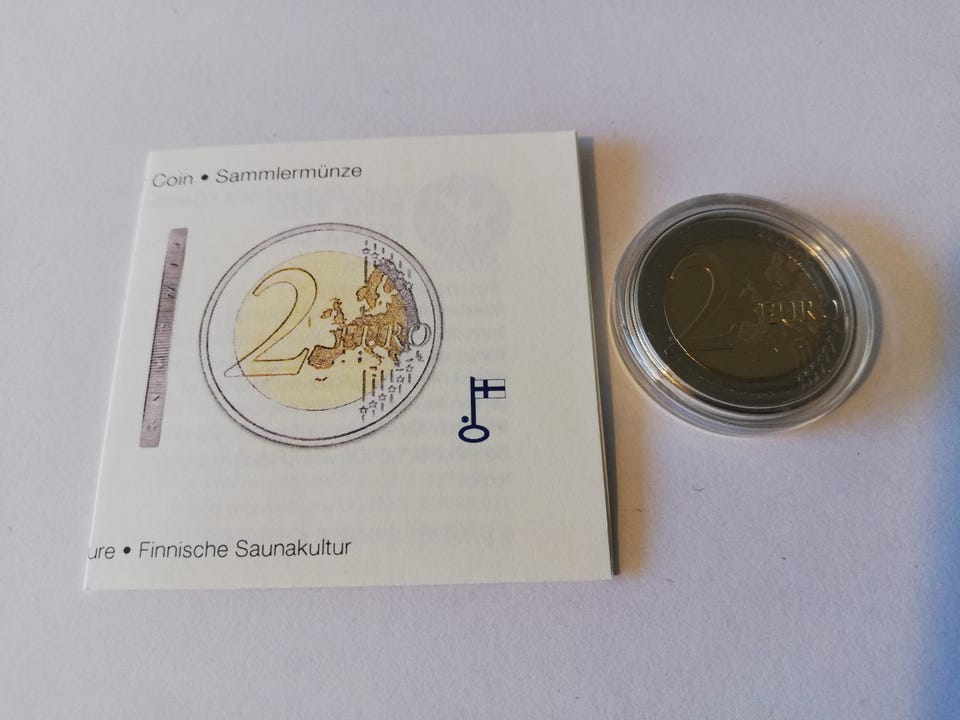 Coin • Sammlermünze
2 EURO
ure • Finnische Saunakultur
2 EURO